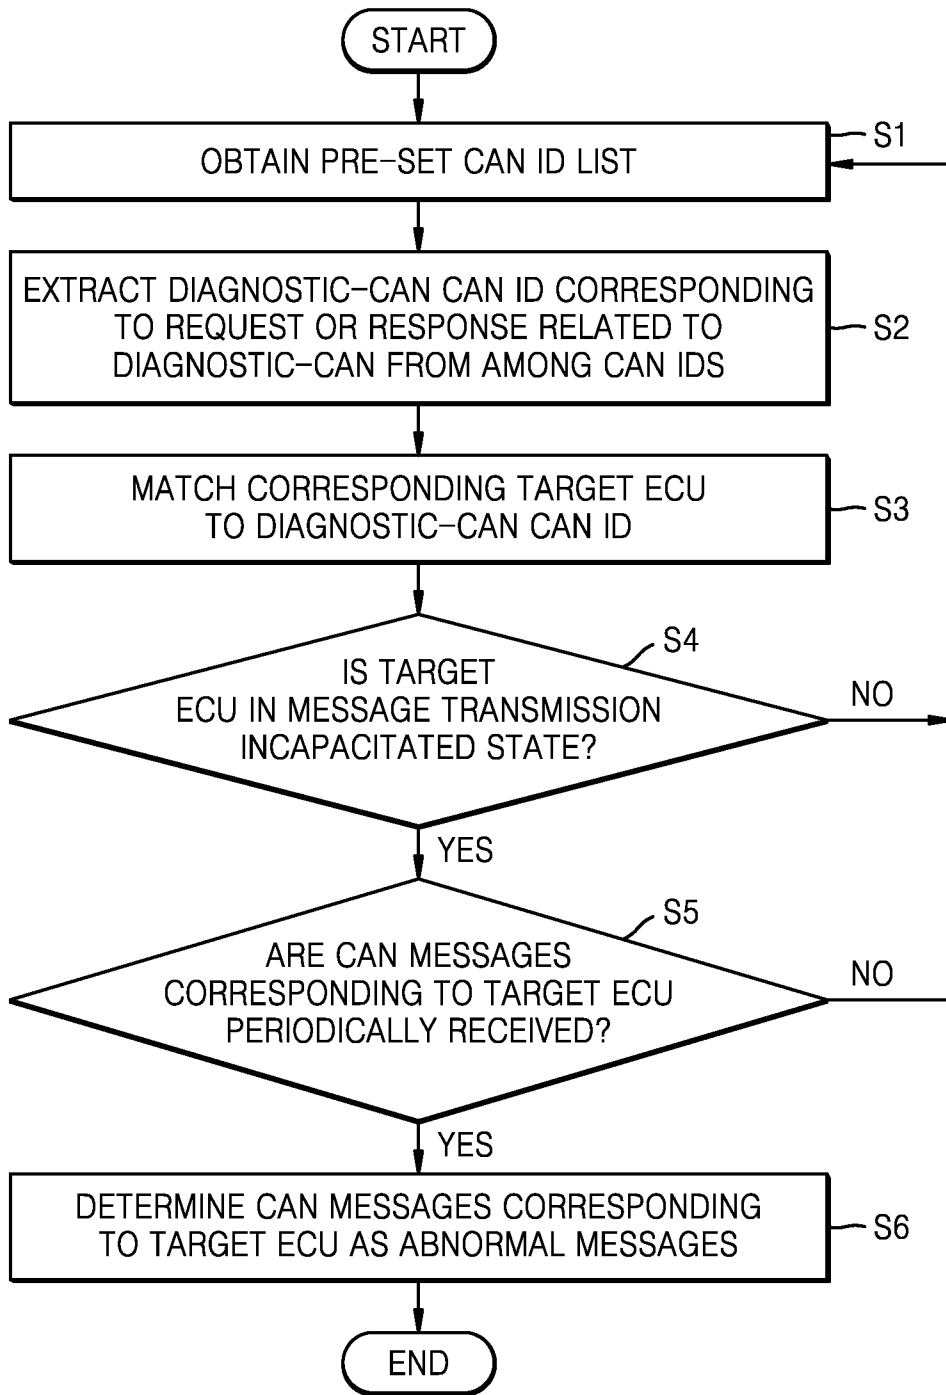 START
S1
OBTAIN PRE-SET CAN ID LIST
EXTRACT DIAGNOSTIC-CAN CAN ID CORRESPONDING
TO REQUEST OR RESPONSE RELATED TO
DIAGNOSTIC-CAN FROM AMONG CAN IDS
S2
MATCH CORRESPONDING TARGET ECU
TO DIAGNOSTIC-CAN CAN ID
S3
S4
IS TARGET
ECU IN MESSAGE TRANSMISSION
INCAPACITATED STATE?
NO
YES
S5
ARE CAN MESSAGES
CORRESPONDING TO TARGET ECU
PERIODICALLY RECEIVED?
NO
YES
DETERMINE CAN MESSAGES CORRESPONDING
TO TARGET ECU AS ABNORMAL MESSAGES
S6
END